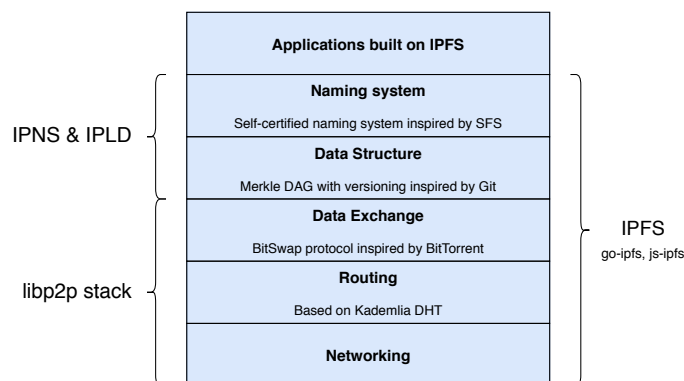 Applications built on IPFS
Naming system
Self-certified naming system inspired by SFS
IPNS & IPLD
Data Structure
Merkle DAG with versioning inspired by Git
Data Exchange
BitSwap protocol inspired by BitTorrent
IPFS
go-ipfs, js-ipfs
Routing
libp2p stack
Based on Kademlia DHT
Networking